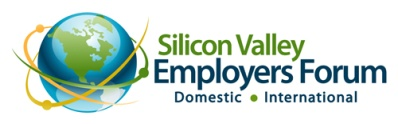 Silicon Valley
Employers Forum
Domestic • International